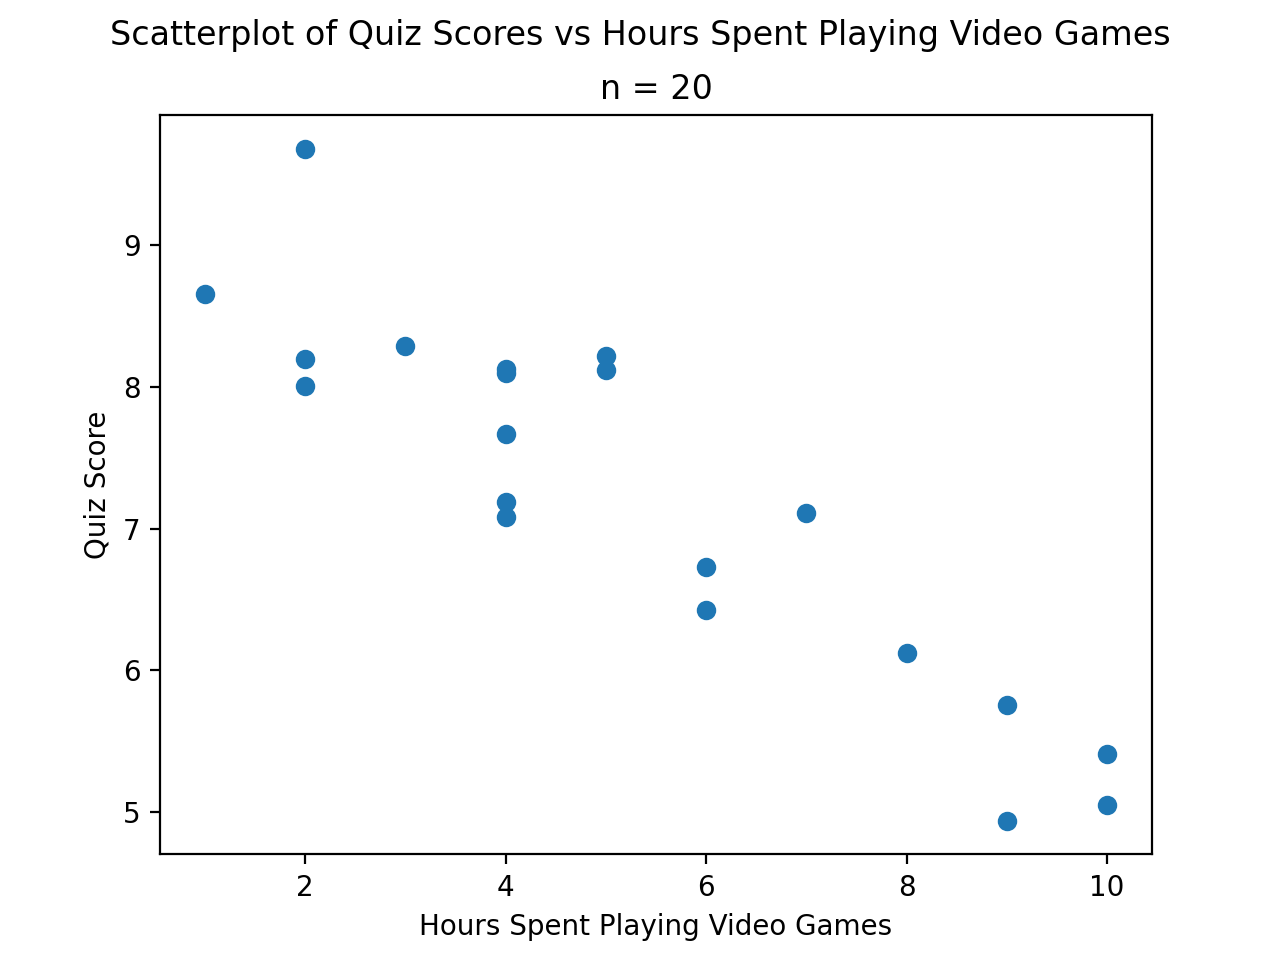 Scatterplot of Quiz Scores vs Hours Spent Playing Video Games
n = 20
9
8
7
6
5
Quiz Score
2 4 6 8 10
Hours Spent Playing Video Games